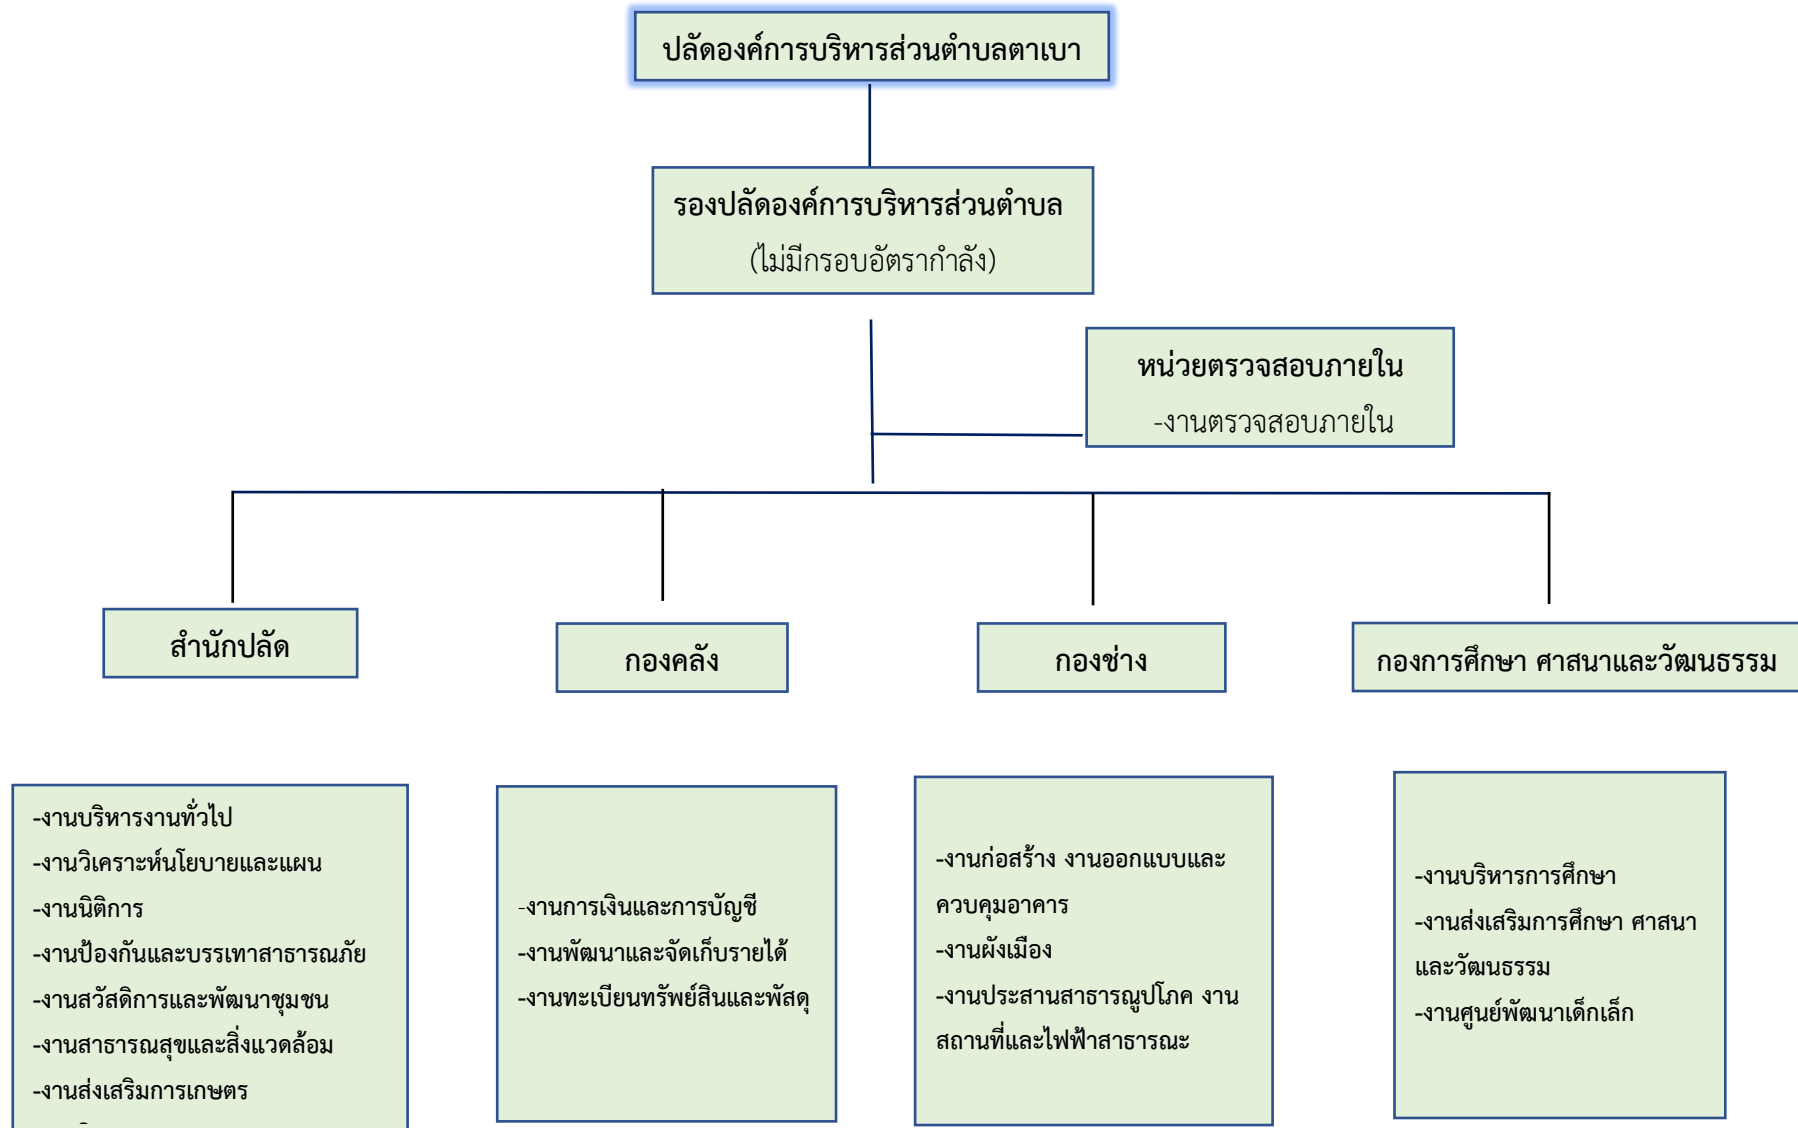 ปลัดองค์การบริหารส่วนตำบลตาเบา
รองปลัดองค์การบริหารส่วนตำบล
(ไม่มีกรอบอัตรากำลัง)
หน่วยตรวจสอบภายใน
-งานตรวจสอบภายใน
สำนักปลัด
กองคลัง
กองช่าง
กองการศึกษา ศาสนาและวัฒนธรรม
-งานบริหารงานทั่วไป
-งานวิเคราะห์นโยบายและแผน
-งานนิติการ
-งานป้องกันและบรรเทาสาธารณภัย
-งานสวัสดิการและพัฒนาชุมชน
-งานสาธารณสุขและสิ่งแวดล้อม
-งานส่งเสริมการเกษตร
-งานการเงินและการบัญชี
-งานพัฒนาและจัดเก็บรายได้
-งานทะเบียนทรัพย์สินและพัสดุ
-งานก่อสร้าง งานออกแบบและ
ควบคุมอาคาร
-งานผังเมือง
-งานประสานสาธารณูปโภค งาน
สถานที่และไฟฟ้าสาธารณะ
-งานบริหารการศึกษา
-งานส่งเสริมการศึกษา ศาสนา
และวัฒนธรรม
-งานศูนย์พัฒนาเด็กเล็ก